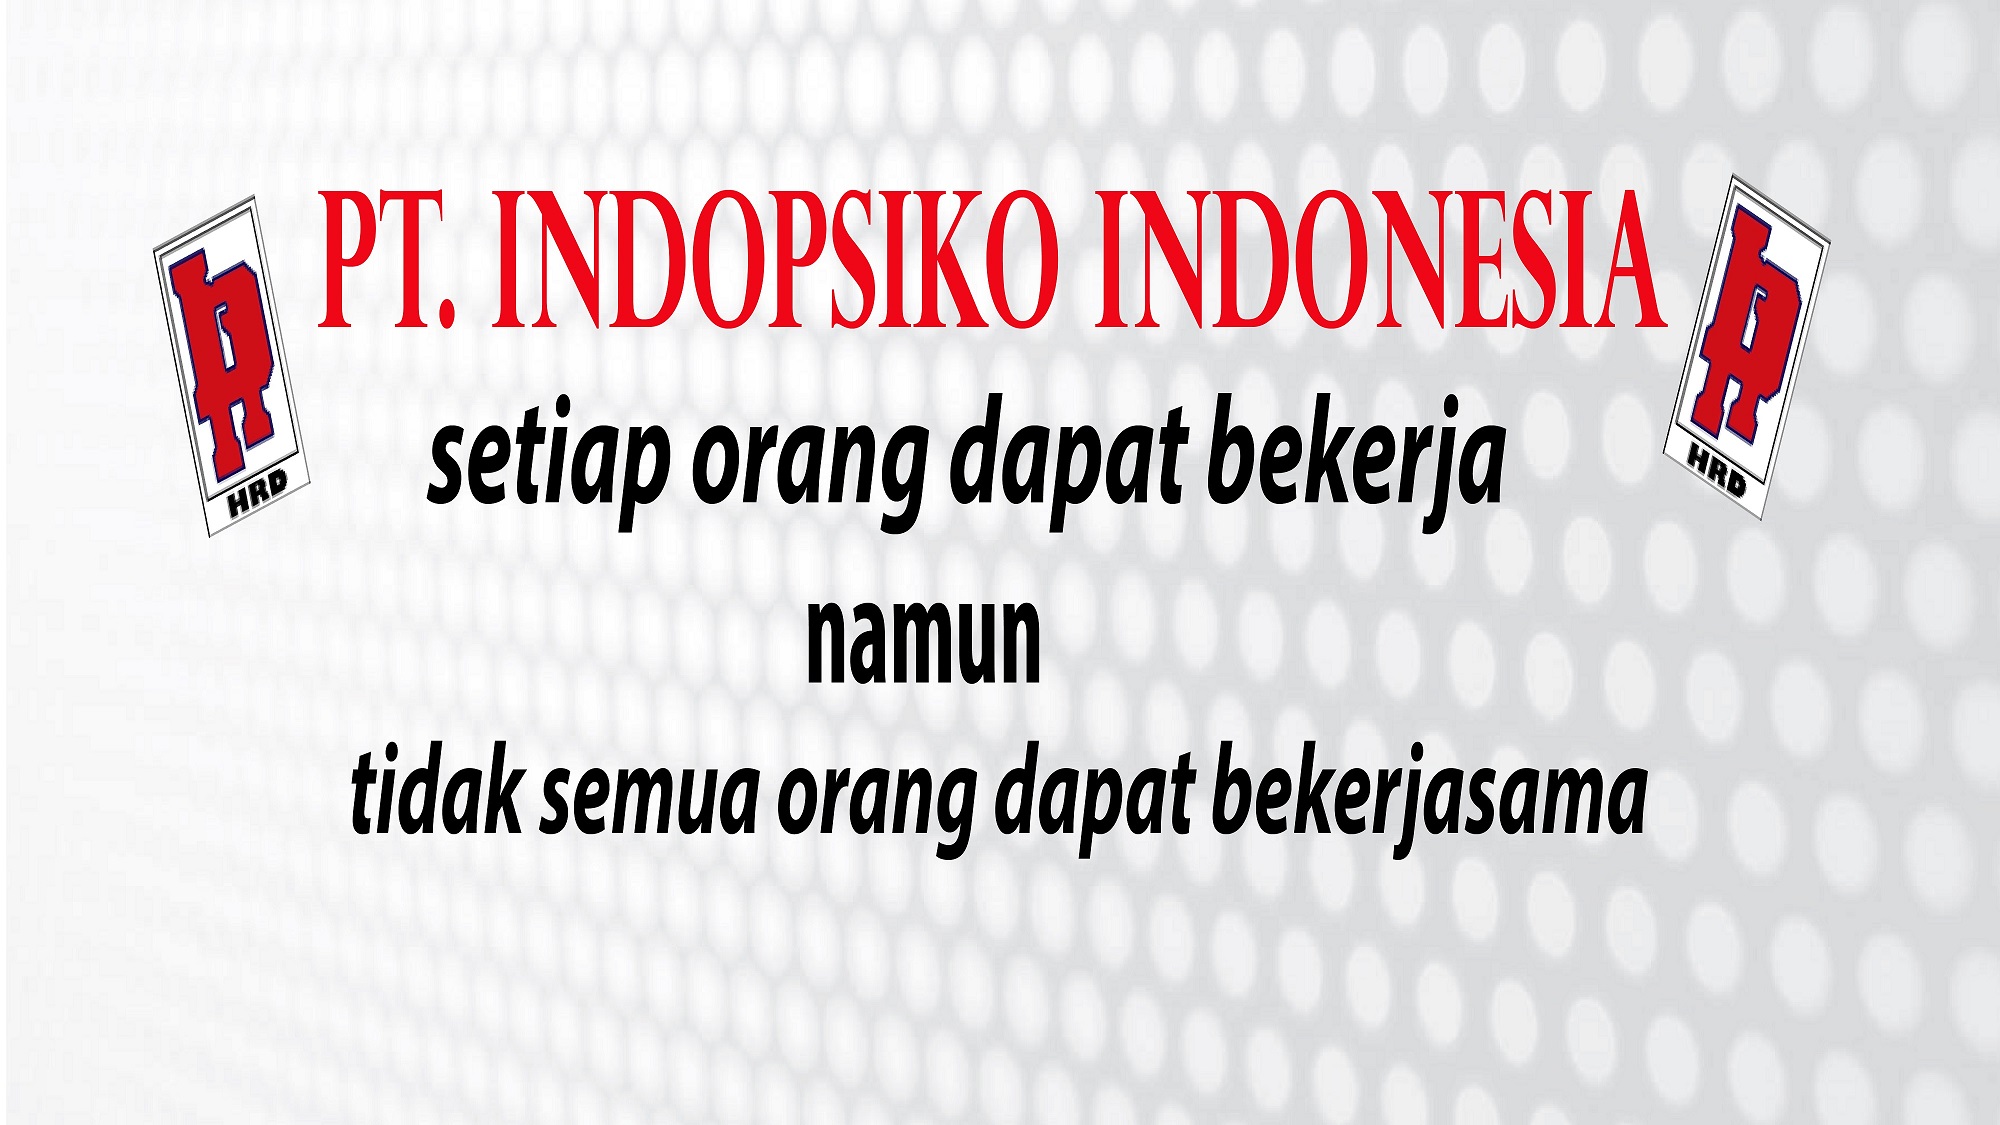 PT. INDOPSIKO INDONESIA
setiap orang dapat bekerja
namun
tidak semua orang dapat bekerjasama
HRD
HRD